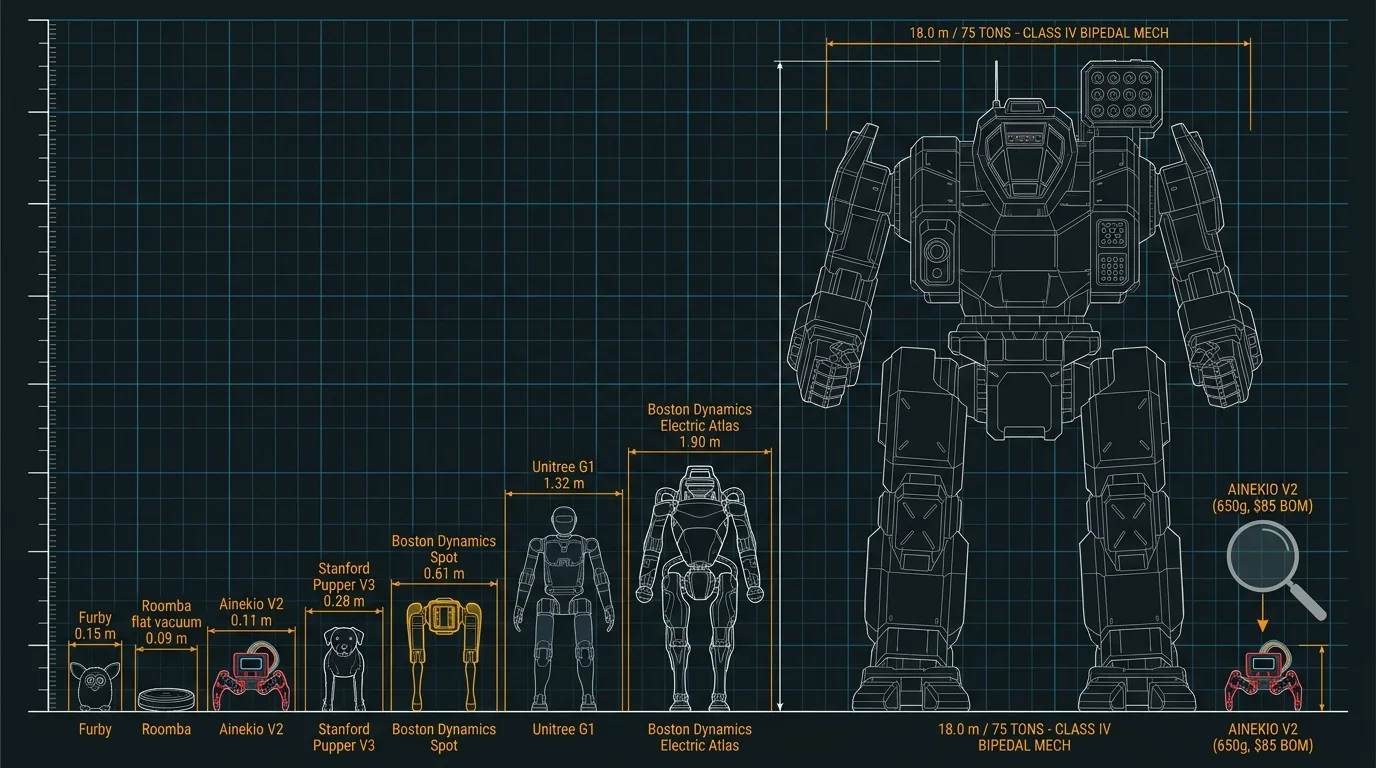 18.0 m / 75 TONS - CLASS IV BIPEDAL MECH
Boston Dynamics
Electric Atlas
1.90 m
Unitree G1
1.32 m
AINEKIO V2
(650g, $85 BOM)
Boston Dynamics
Spot
0.61 m
Stanford
Pupper V3
0.28 m
Ainekio V2
0.11 m
Roomba
flat vacuum
0.09 m
Furby
0.15 m
Furby
Roomba
Ainekio V2
Stanford
Pupper V3
Boston Dynamics
Spot
Unitree G1
Boston Dynamics
Electric Atlas
18.0 m / 75 TONS - CLASS IV
BIPEDAL MECH
AINEKIO V2
(650g, $85 BOM)